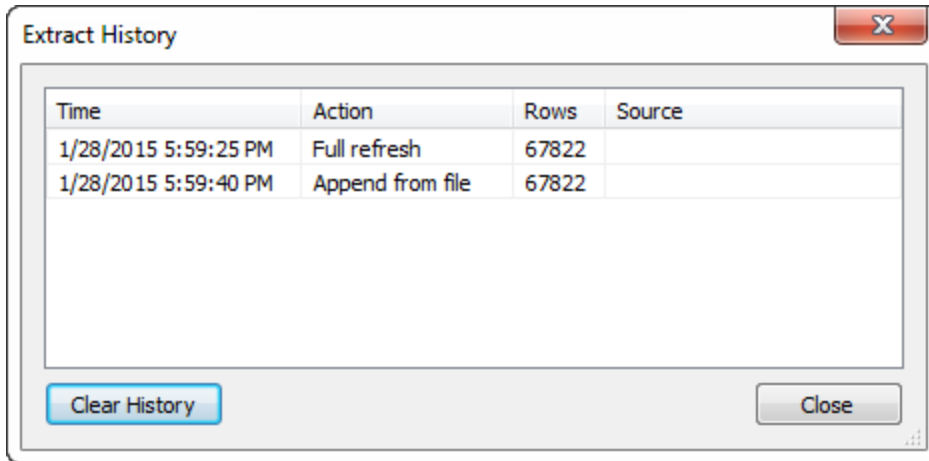 Extract History
Time Action Rows Source
1/28/2015 5:59:25 PM Full refresh 67822
1/28/2015 5:59:40 PM Append from file 67822
Clear History Close